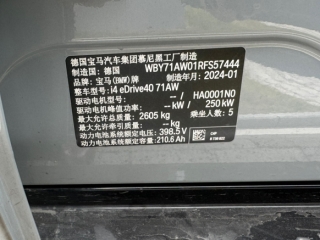 德国宝马汽车集团慕尼黑工厂制造
制造国：德国 WBY71AW01RFS57444
品牌：宝马(BMW)牌 制造年月：2024-01
整车型号：i4 eDrive40 71AW
驱动电机型号： --/ HA0001N0
驱动电机峰值功率： --kW/ 250 kW
最大允许总质量：2605 kg 乘坐人数：5
最大允许牵引质量： -- kg
动力电池系统额定电压：398.5 V
动力电池系统额定容量：210.6 Ah